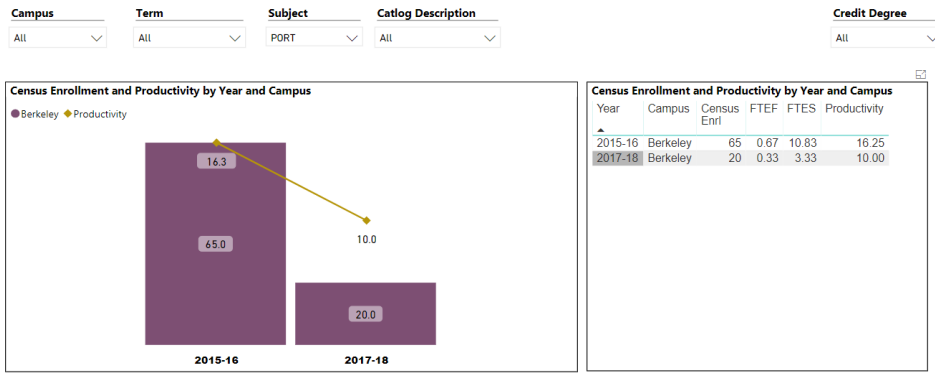 Campus Term Subject Catlog Description Credit Degree
All All PORT All All
Census Enrollment and Productivity by Year and Campus
Berkeley Productivity
16.3
65.0
10.0
20.0
2015-16 2017-18
Census Enrollment and Productivity by Year and Campus
Year Campus Census FTEF FTES Productivity
Enrl
2015-16 Berkeley 65 0.67 10.83 16.25
2017-18 Berkeley 20 0.33 3.33 10.00